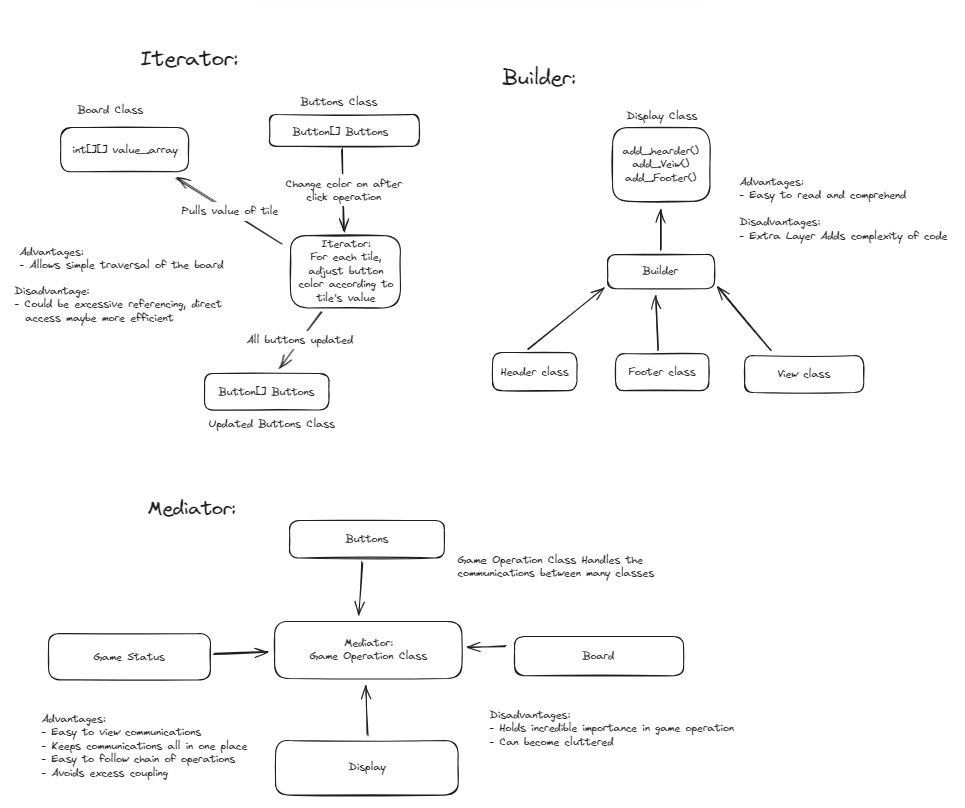 Iterator:
Board Class
int[][] value_array
Buttons Class
Button[] Buttons
Change color on after
click operation
Pulls value of tile
Iterator:
For each tile,
adjust button
color according to
tile's value
Advantages:
- Allows simple traversal of the board
Disadvantage:
- Could be excessive referencing, direct
access maybe more efficient
All buttons updated
Button[] Buttons
Updated Buttons Class
Builder:
Display Class
add_hearder()
add_Veiw()
add_Footer()
Advantages:
- Easy to read and comprehend
Disadvantages:
- Extra Layer Adds complexity of code
Builder
Header class
Footer class
View class
Mediator:
Buttons
Game Operation Class Handles the
communications between many classes
Game Status
Mediator:
Game Operation Class
Board
Advantages:
- Easy to view communications
- Keeps communications all in one place
- Easy to follow chain of operations
- Avoids excess coupling
Display
Disadvantages:
- Holds incredible importance in game operation
- Can become cluttered